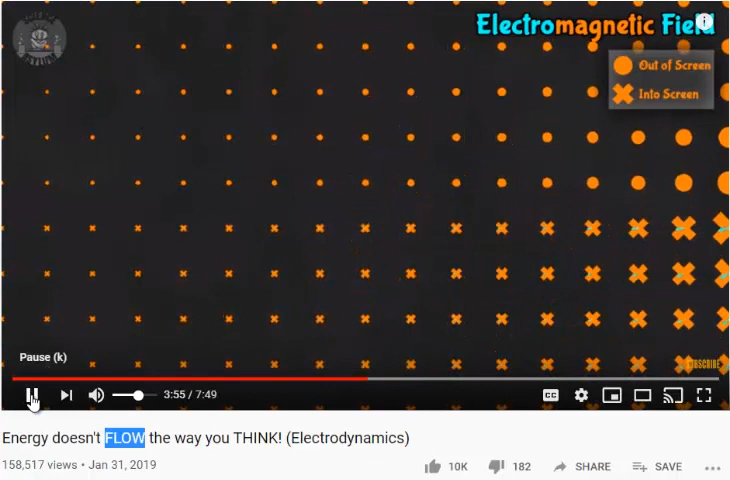 Electromagnetic Field
Out of Screen
Into Screen
SUBSCRIBE
Pause (k)
3:55 / 7:49
CC
Energy doesn't FLOW the way you THINK! (Electrodynamics)
158,517 views • Jan 31, 2019
10K
182
SHARE
SAVE